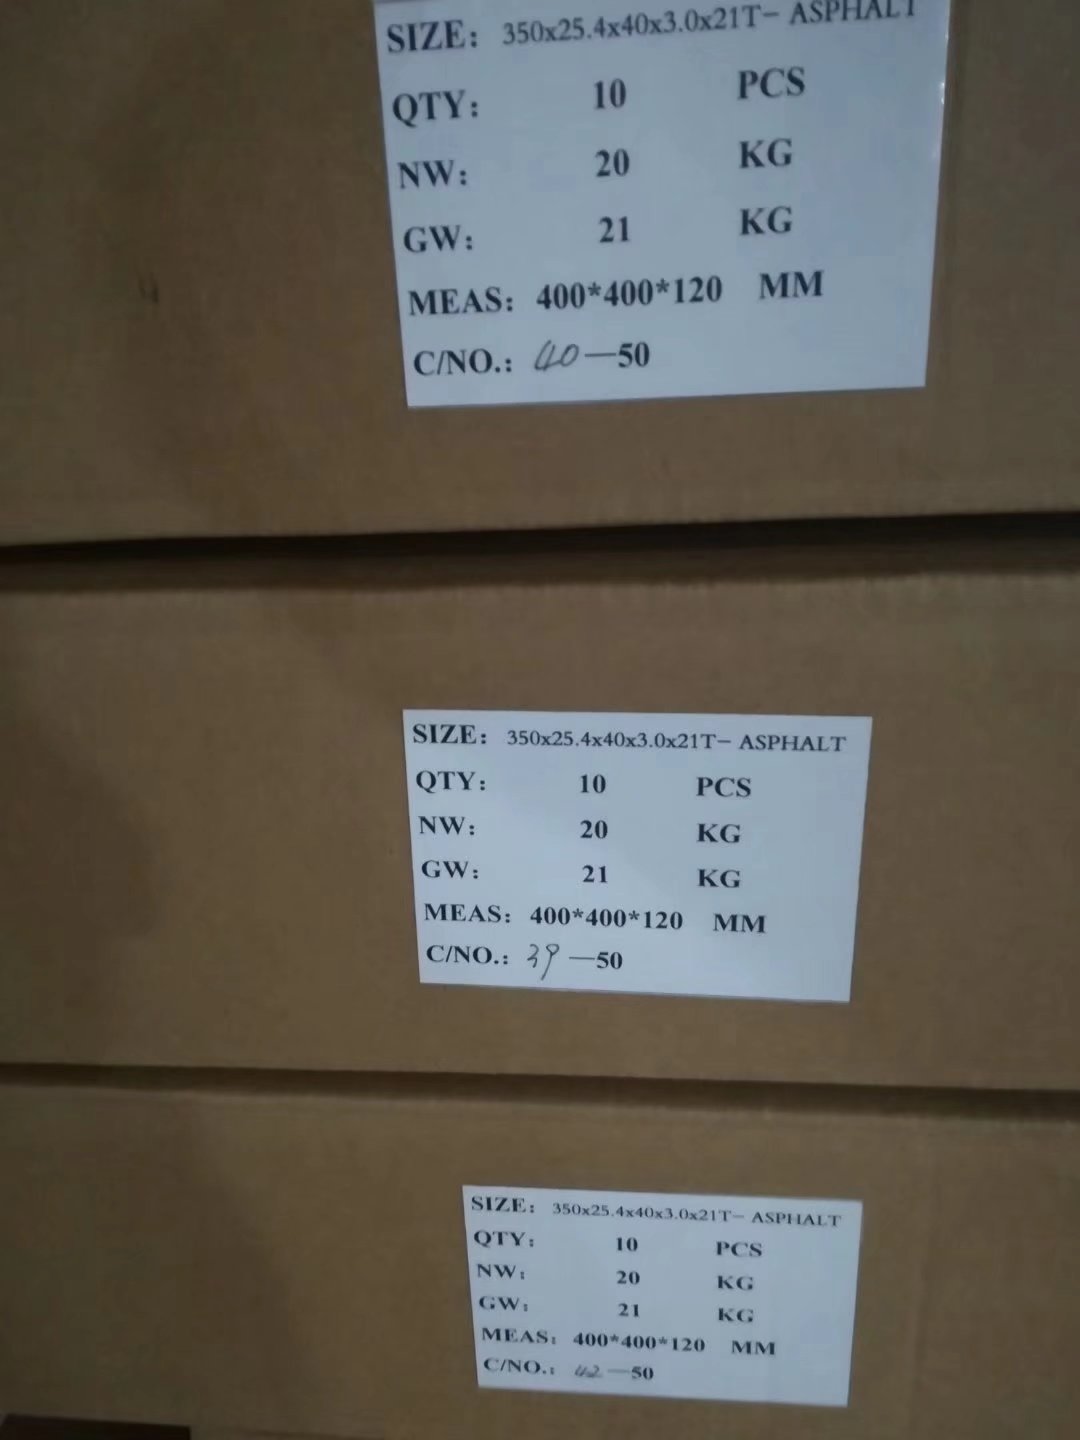 SIZE： 350x25.4x40x3.0x21T- ASPHALT
QTY： 10 PCS
NW： 20 KG
GW： 21 KG
MEAS： 400*400*120 MM
C/NO.： 40—50
SIZE： 350x25.4x40x3.0x21T- ASPHALT
QTY： 10 PCS
NW： 20 KG
GW： 21 KG
MEAS： 400*400*120 MM
C/NO.： 39—50
SIZE： 350x25.4x40x3.0x21T- ASPHALT
QTY： 10 PCS
NW： 20 KG
GW： 21 KG
MEAS： 400*400*120 MM
C/NO.： 42—50